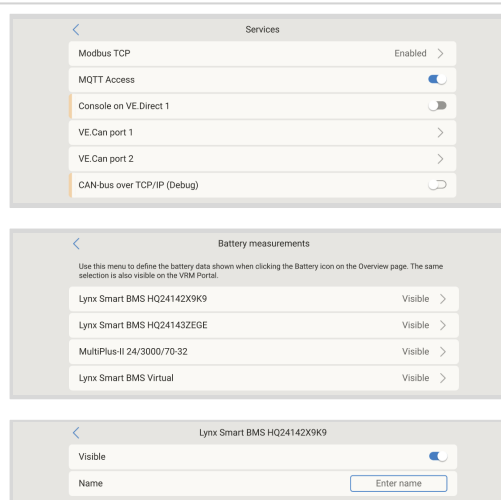 Services
Modbus TCP Enabled
MQTT Access
Console on VE.Direct 1
VE.Can port 1
VE.Can port 2
CAN-bus over TCP/IP (Debug)
Battery measurements
Use this menu to define the battery data shown when clicking the Battery icon on the Overview page. The same
selection is also visible on the VRM Portal.
Lynx Smart BMS HQ24142X9K9 Visible
Lynx Smart BMS HQ24143ZEGE Visible
MultiPlus-II 24/3000/70-32 Visible
Lynx Smart BMS Virtual Visible
Lynx Smart BMS HQ24142X9K9
Visible
Name Enter name